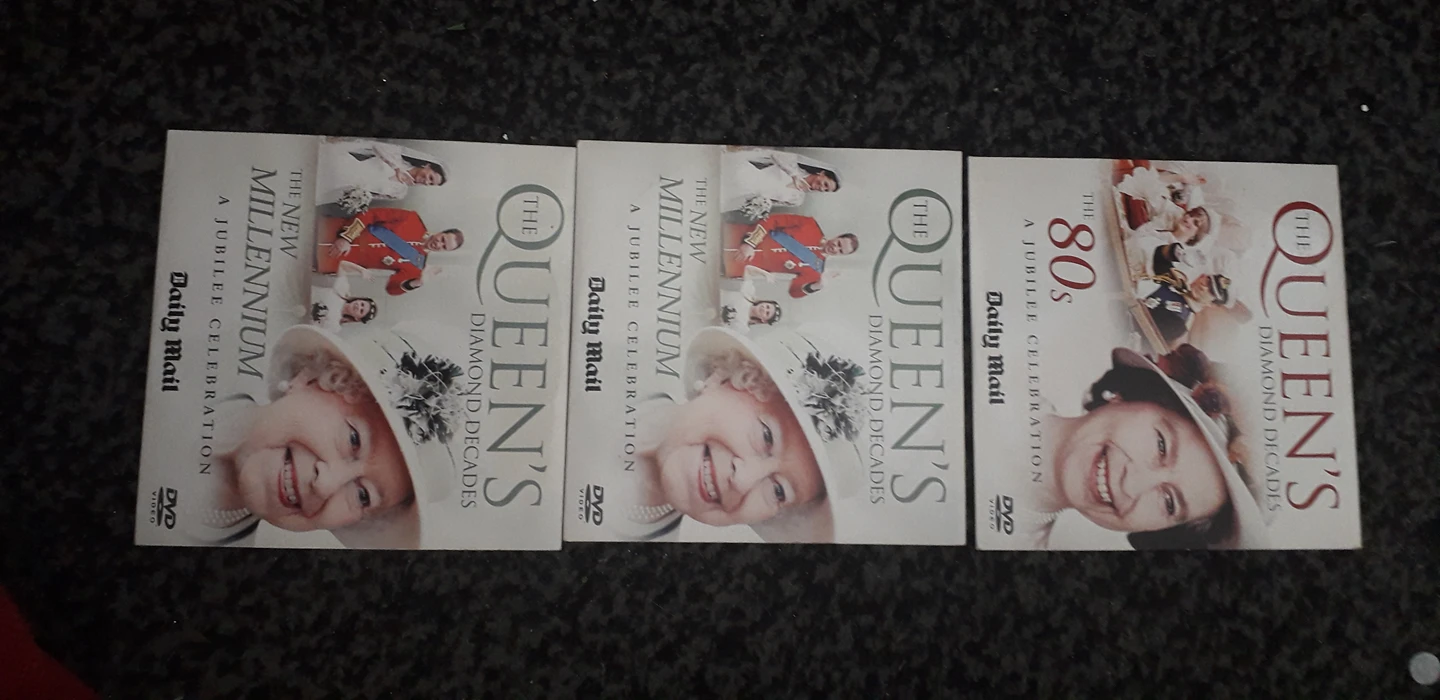 THE
QUEEN'S
DIAMOND DECADES
THE NEW
MILLENNIUM
A JUBILEE CELEBRATION
Daily Mail
DVD
VIDEO
THE
QUEEN'S
DIAMOND DECADES
THE NEW
MILLENNIUM
A JUBILEE CELEBRATION
Daily Mail
DVD
VIDEO
THE
QUEEN'S
DIAMOND DECADES
THE
80s
A JUBILEE CELEBRATION
Daily Mail
DVD
VIDEO